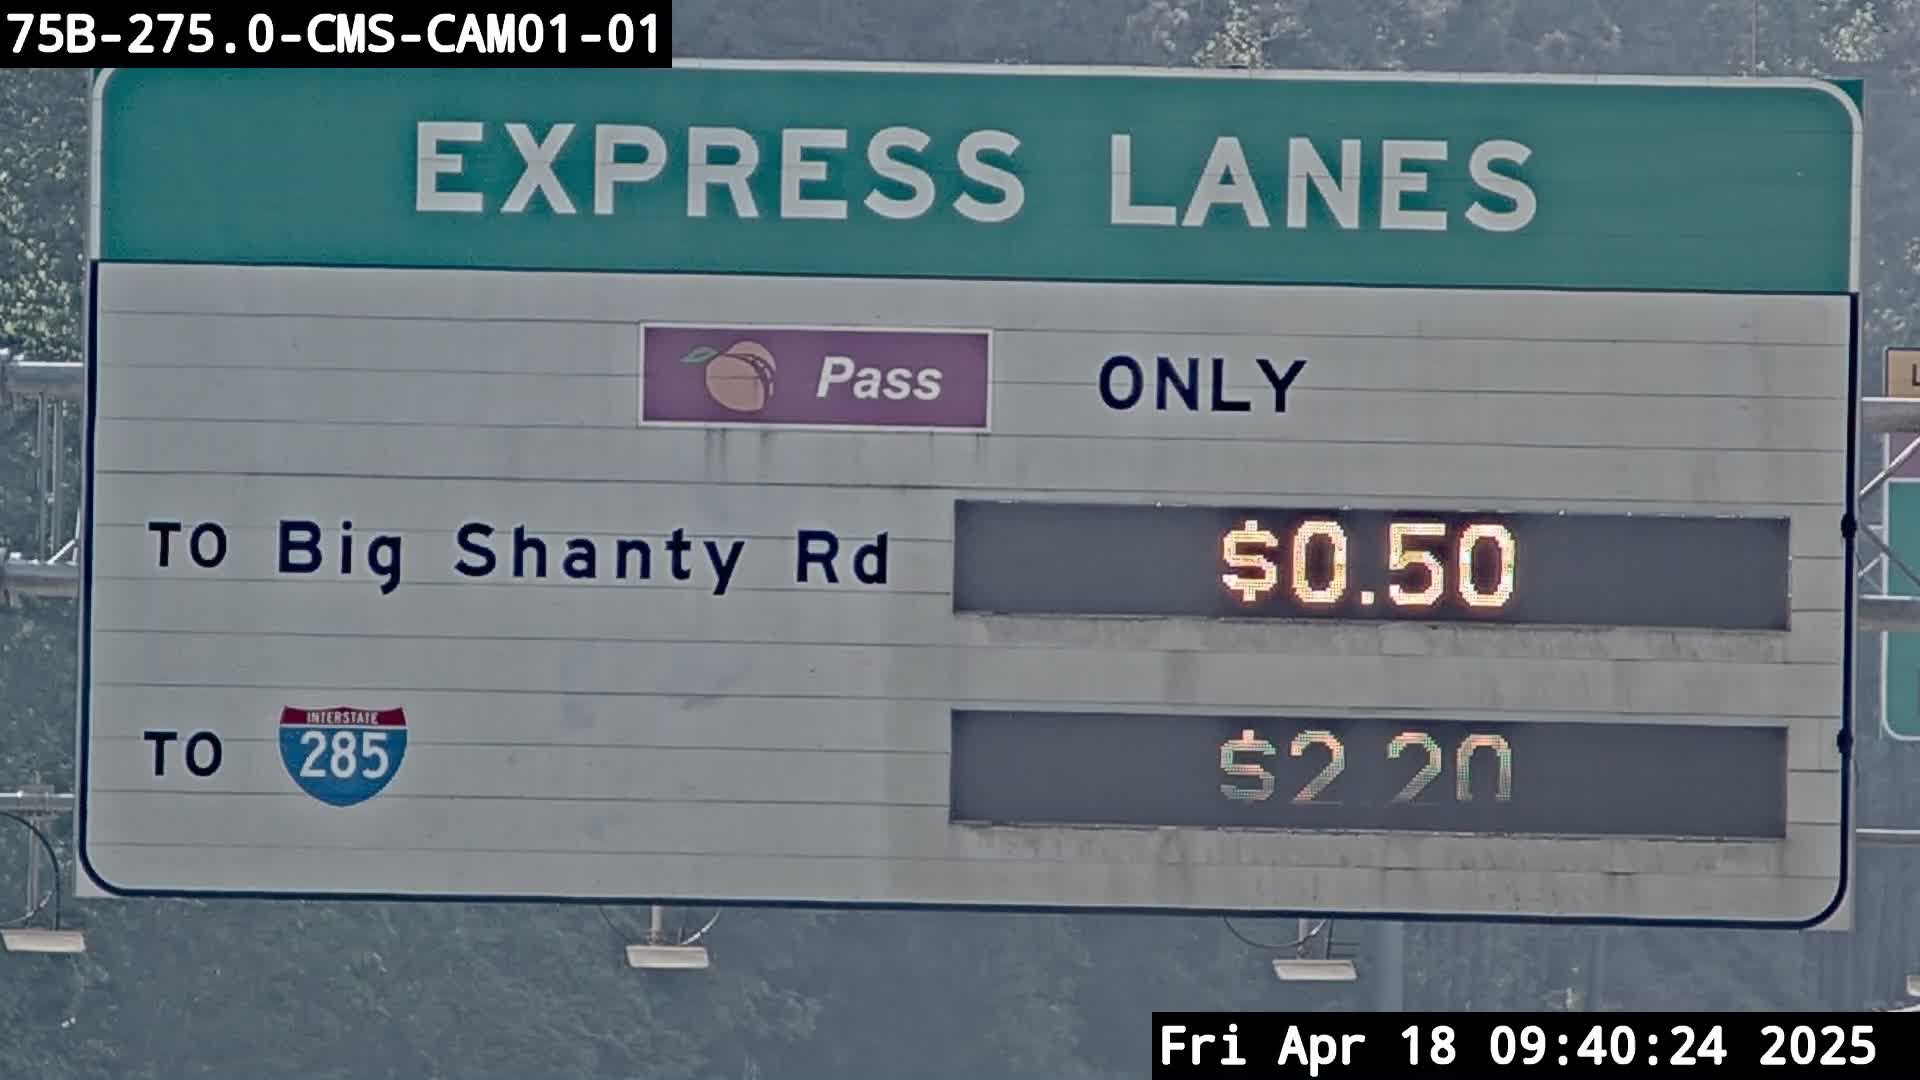 75B-275.0-CMS-CAM01-01
EXPRESS LANES
Pass ONLY
TO Big Shanty Rd $0.50
INTERSTATE
TO 285 $2.20
Fri Apr 18 09:40:24 2025